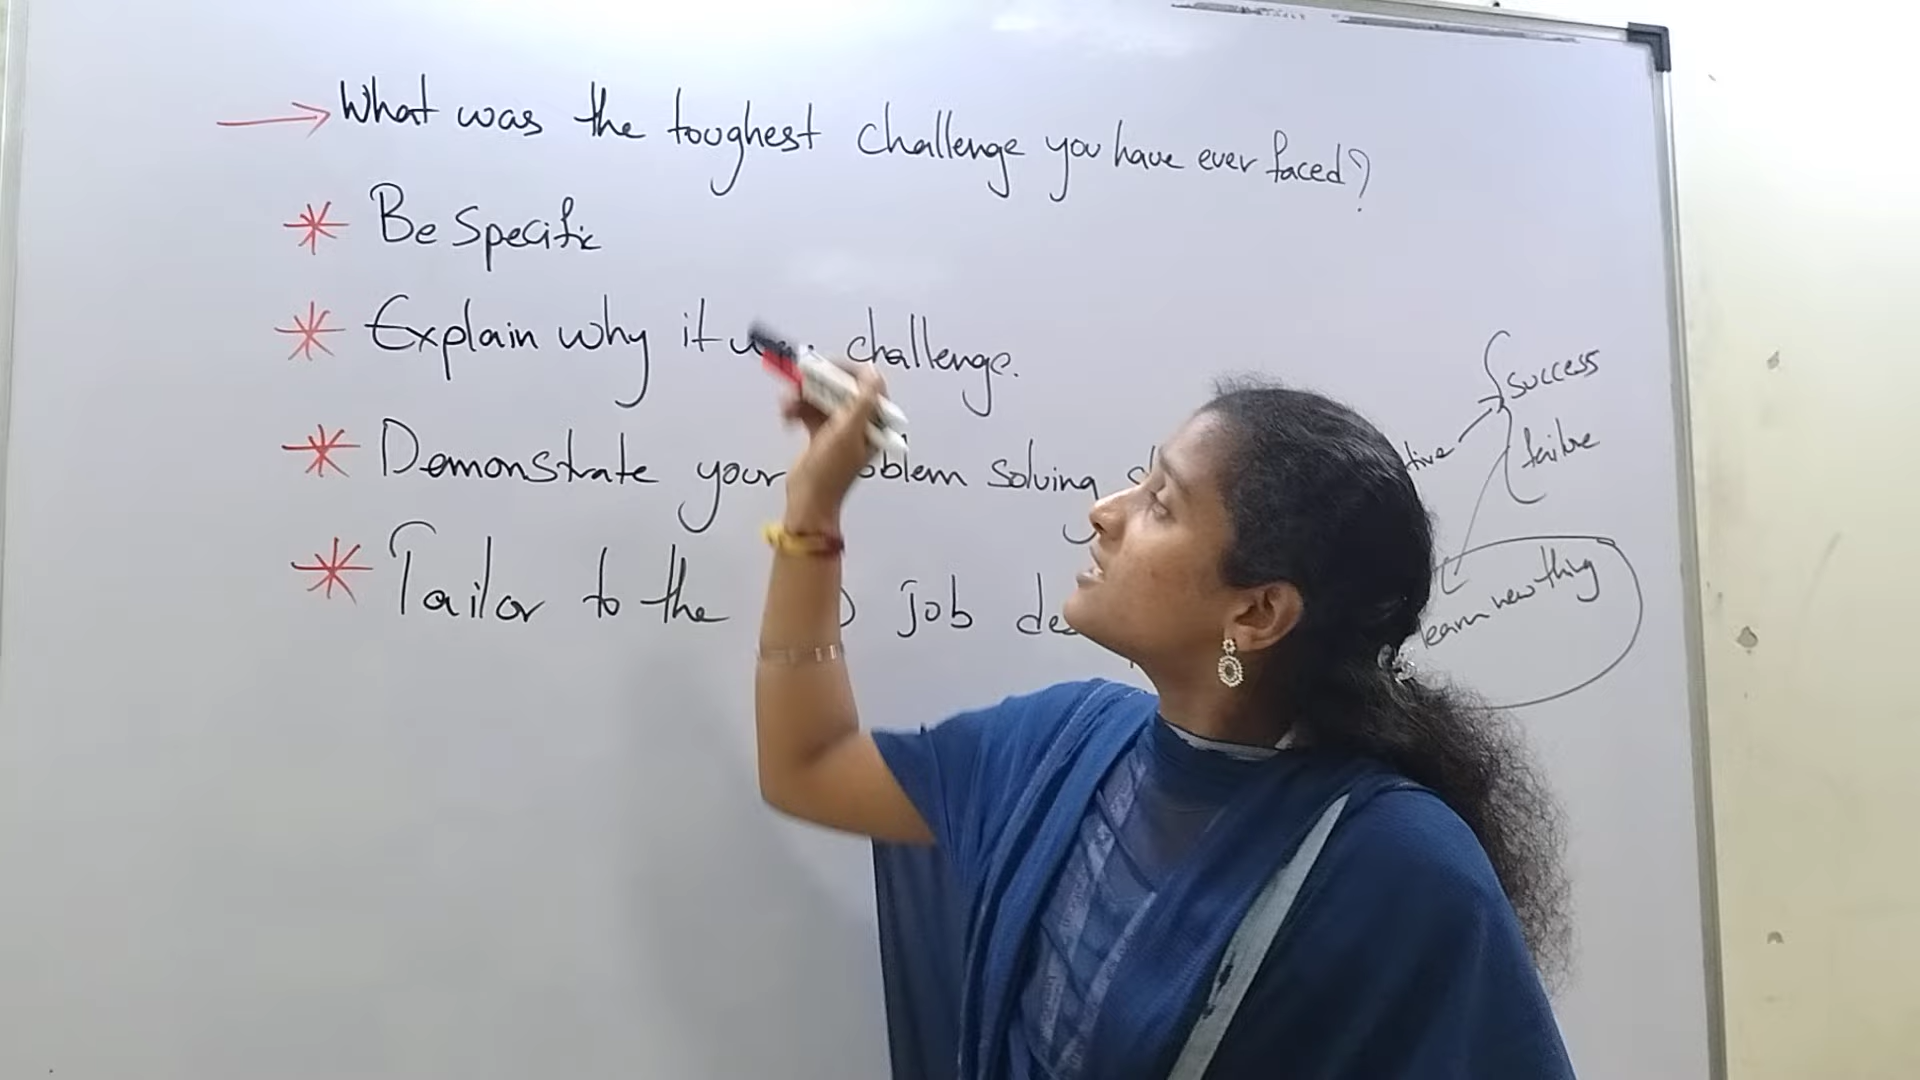 What was the toughest challenge you have ever faced?
* Be specific
* Explain why it challenge.
* Demonstrate your solving
* Tailor to the job
success
failure
new thing